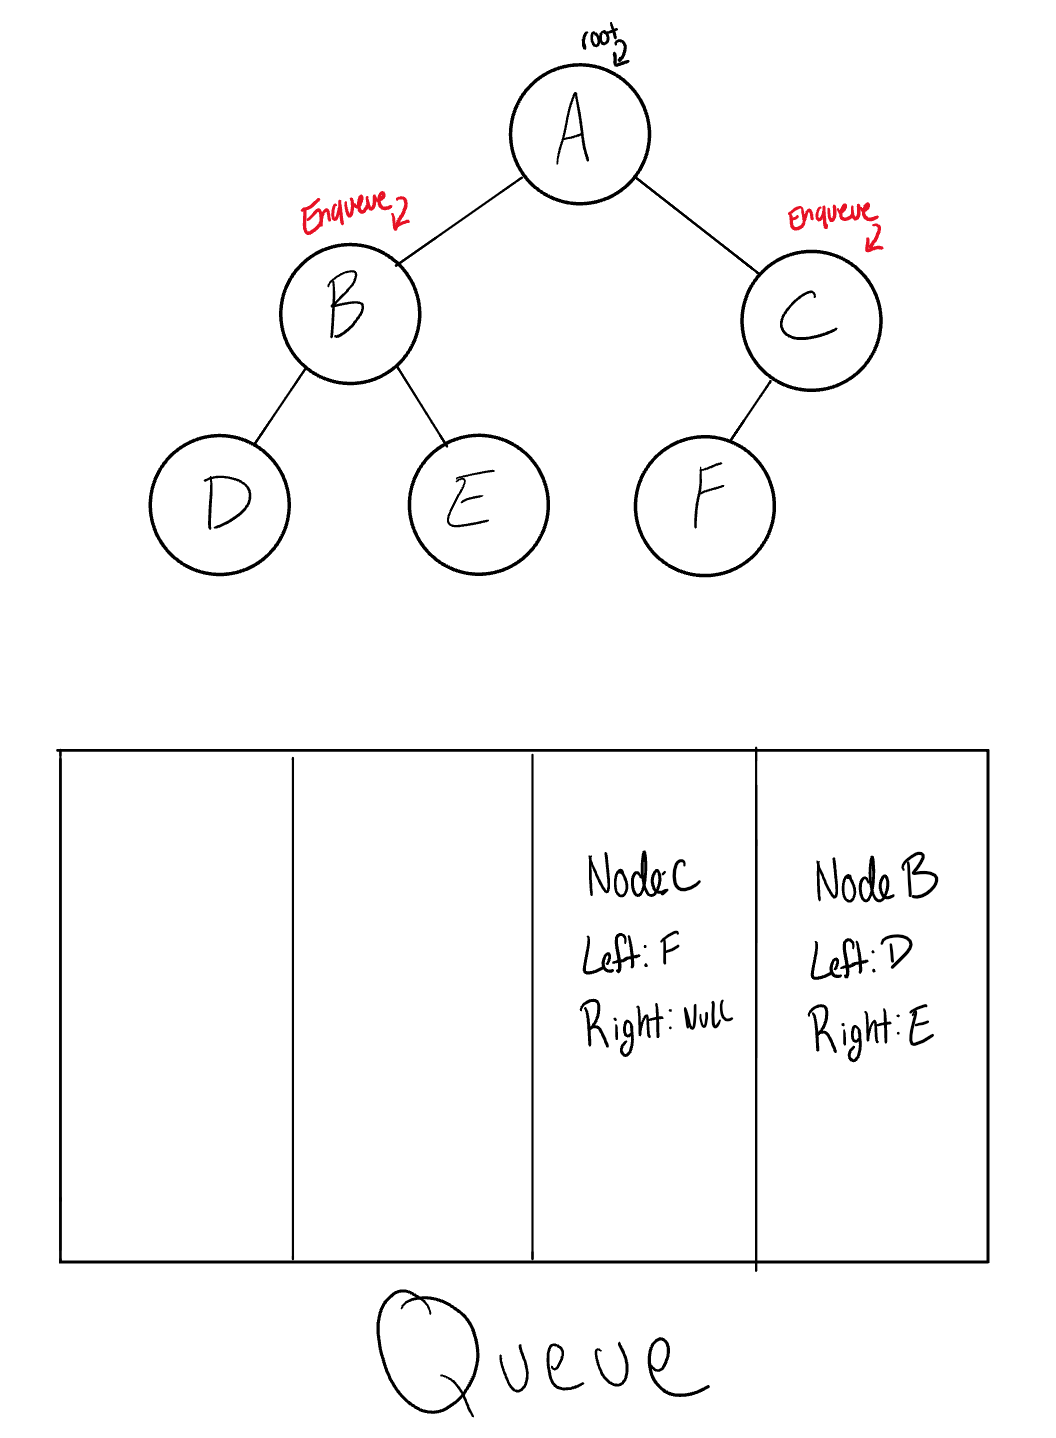 root
A
Enqueue
Enqueue
B
C
D
E
F
Node:C
Left: F
Right: NULL
Node B
Left: D
Right: E
Queue